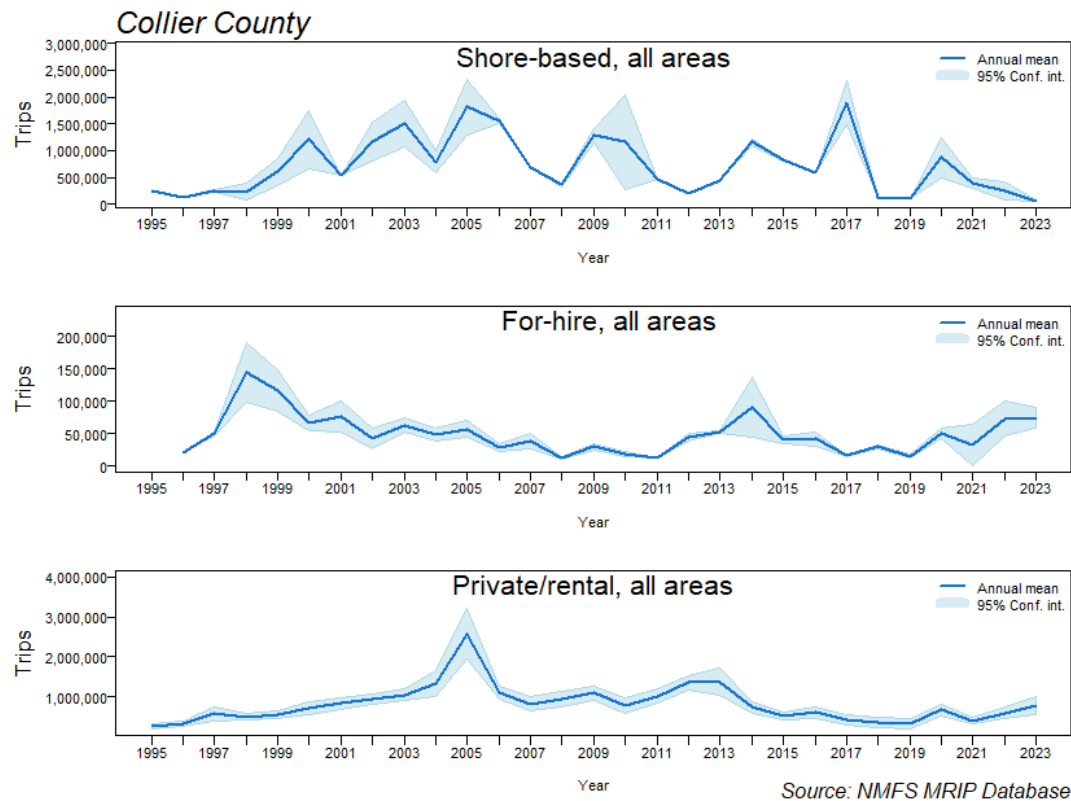 Collier County
Shore-based, all areas
Annual mean
95% Conf. int.
Trips
3,000,000
2,500,000
2,000,000
1,500,000
1,000,000
500,000
0
1995 1997 1999 2001 2003 2005 2007 2009 2011 2013 2015 2017 2019 2021 2023
Year
For-hire, all areas
Annual mean
95% Conf. int.
Trips
200,000
150,000
100,000
50,000
0
1995 1997 1999 2001 2003 2005 2007 2009 2011 2013 2015 2017 2019 2021 2023
Year
Private/rental, all areas
Annual mean
95% Conf. int.
Trips
4,000,000
3,000,000
2,000,000
1,000,000
1995 1997 1999 2001 2003 2005 2007 2009 2011 2013 2015 2017 2019 2021 2023
Year
Source: NMFS MRIP Database